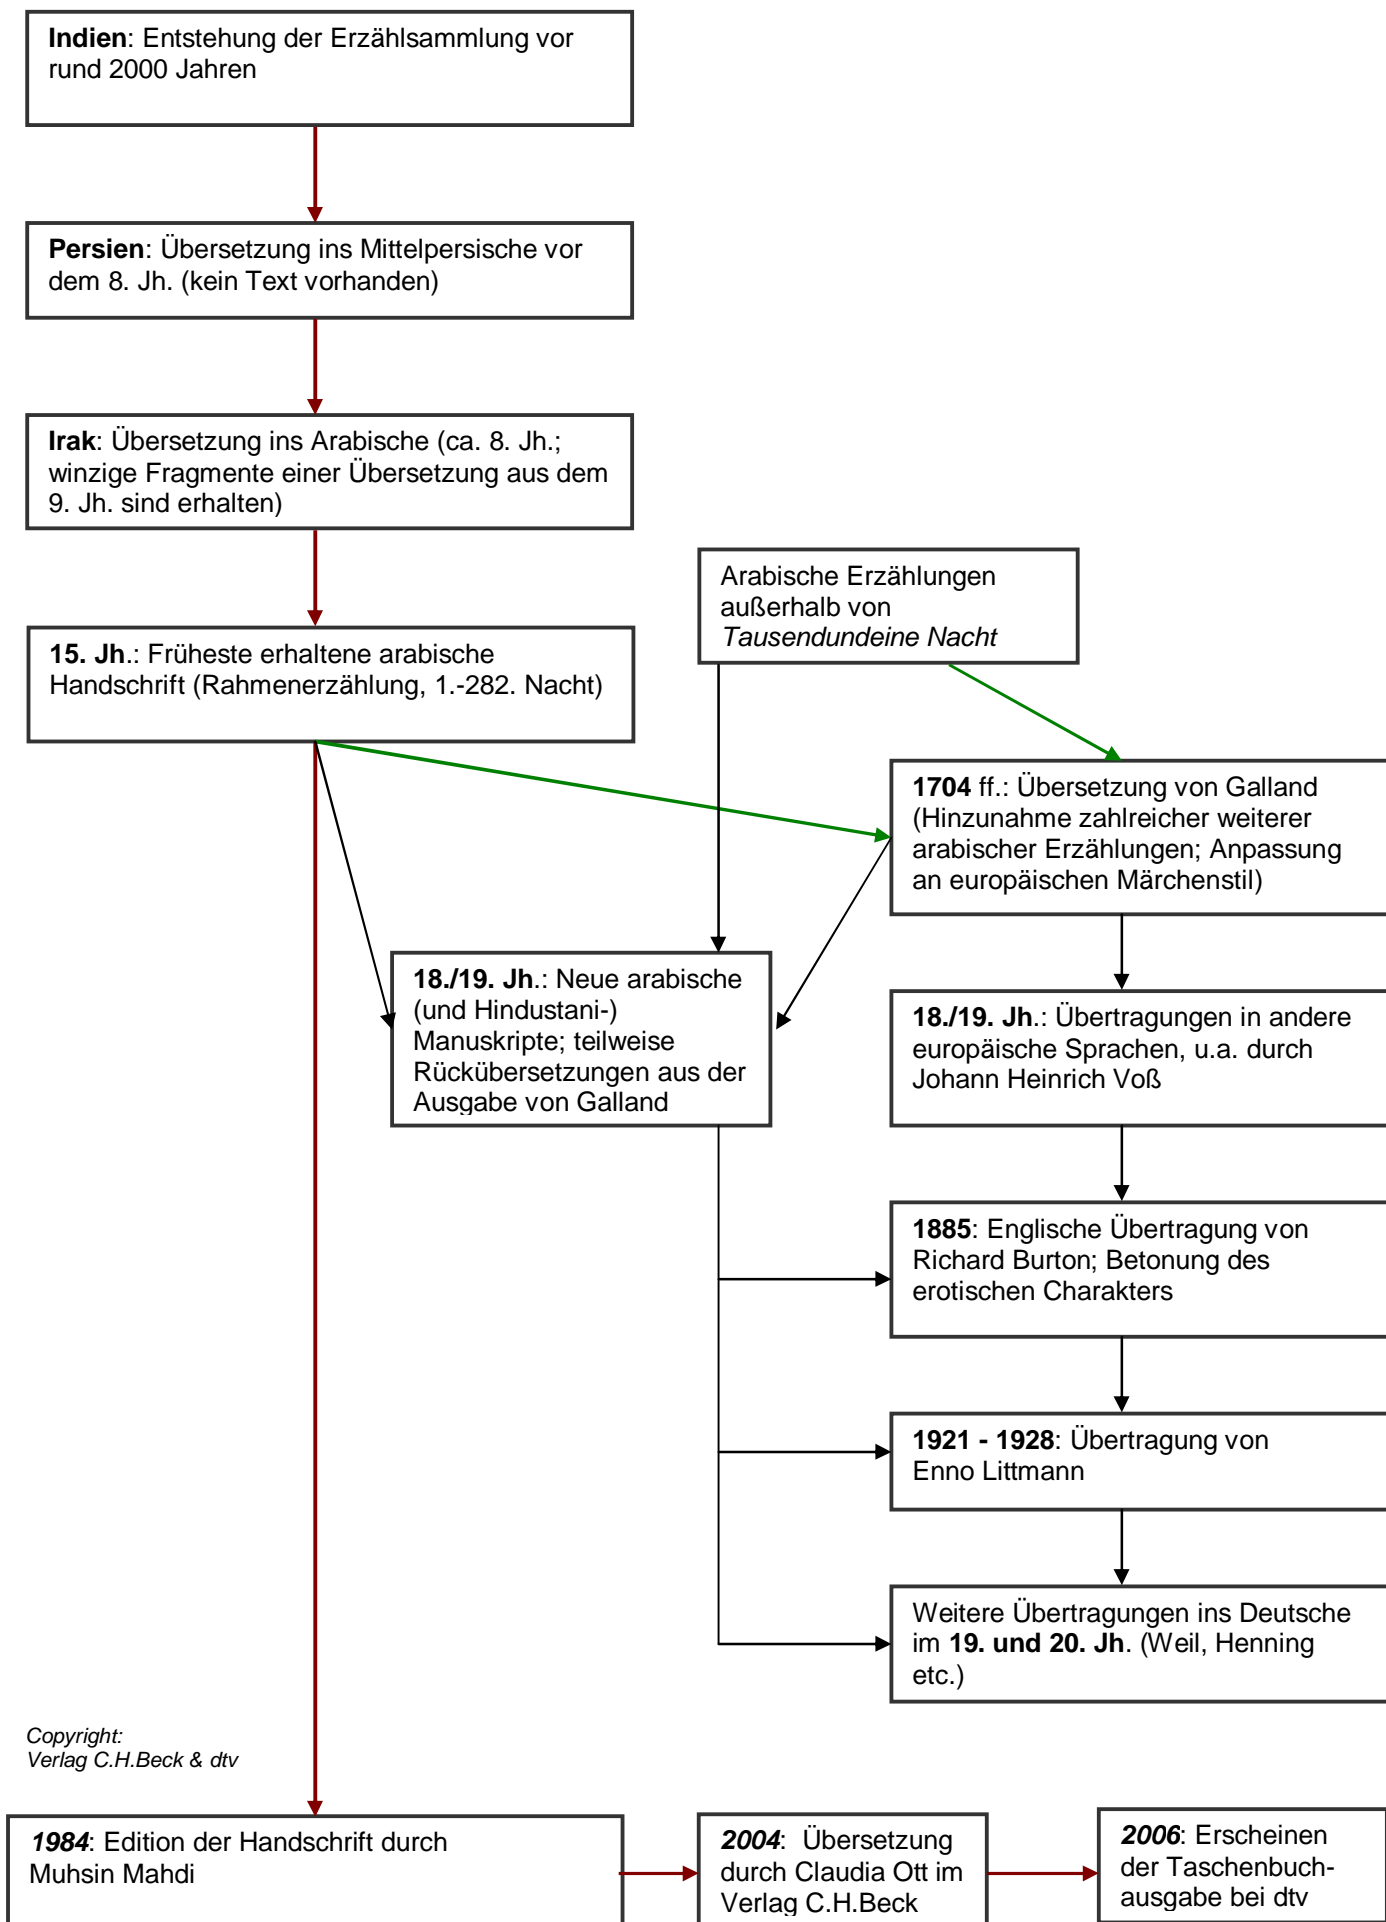 Indien: Entstehung der Erzählsammlung vor
rund 2000 Jahren
Persien: Übersetzung ins Mittelpersische vor
dem 8. Jh. (kein Text vorhanden)
Irak: Übersetzung ins Arabische (ca. 8. Jh.;
winzige Fragmente einer Übersetzung aus dem
9. Jh. sind erhalten)
Arabische Erzählungen
außerhalb von
Tausendundeine Nacht
15. Jh.: Früheste erhaltene arabische
Handschrift (Rahmenerzählung, 1.-282. Nacht)
1704 ff.: Übersetzung von Galland
(Hinzunahme zahlreicher weiterer
arabischer Erzählungen; Anpassung
an europäischen Märchenstil)
18./19. Jh.: Neue arabische
(und Hindustani-)
Manuskripte; teilweise
Rückübersetzungen aus der
Ausgabe von Galland
18./19. Jh.: Übertragungen in andere
europäische Sprachen, u.a. durch
Johann Heinrich Voß
1885: Englische Übertragung von
Richard Burton; Betonung des
erotischen Charakters
1921 - 1928: Übertragung von
Enno Littmann
Weitere Übertragungen ins Deutsche
im 19. und 20. Jh. (Weil, Henning
etc.)
Copyright:
Verlag C.H.Beck & dtv
1984: Edition der Handschrift durch
Muhsin Mahdi
2004: Übersetzung
durch Claudia Ott im
Verlag C.H.Beck
2006: Erscheinen
der Taschenbuch-
ausgabe bei dtv